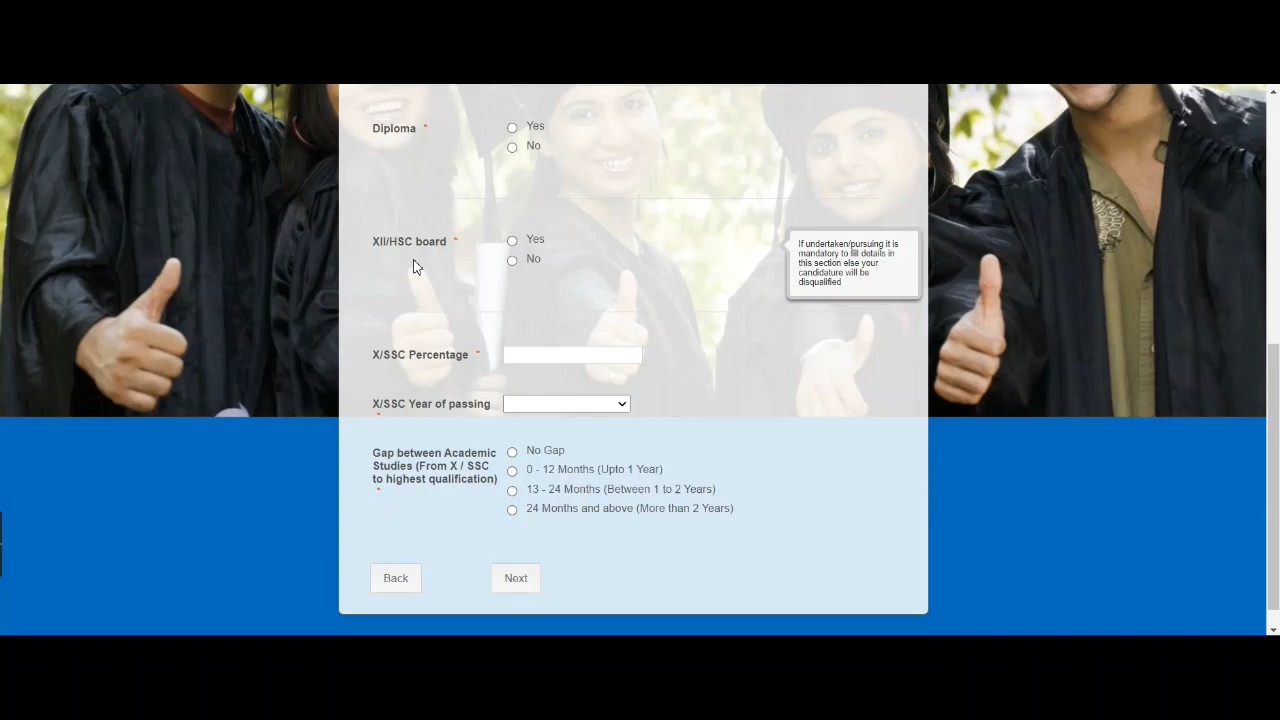 Diploma *
Yes
No
XII/HSC board *
Yes
No
If undertaken/pursuing it is
mandatory to fill details in
this section else your
candidature will be
disqualified
X/SSC Percentage *
X/SSC Year of passing
*
Gap between Academic
Studies (From X / SSC
to highest qualification)
*
No Gap
0 - 12 Months (Upto 1 Year)
13 - 24 Months (Between 1 to 2 Years)
24 Months and above (More than 2 Years)
Back
Next